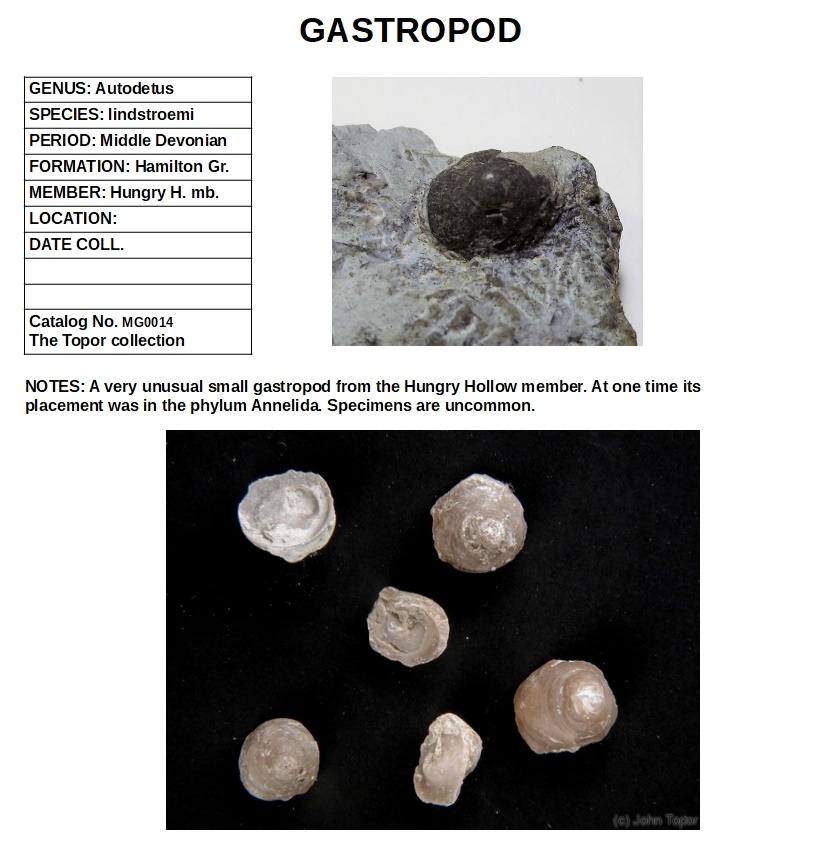 GASTROPOD
GENUS: Autodetus
SPECIES: lindstroemi
PERIOD: Middle Devonian
FORMATION: Hamilton Gr.
MEMBER: Hungry H. mb.
LOCATION:
DATE COLL.
Catalog No. MG0014
The Topor collection
NOTES: A very unusual small gastropod from the Hungry Hollow member. At one time its
placement was in the phylum Annelida. Specimens are uncommon.
(c) John Topor